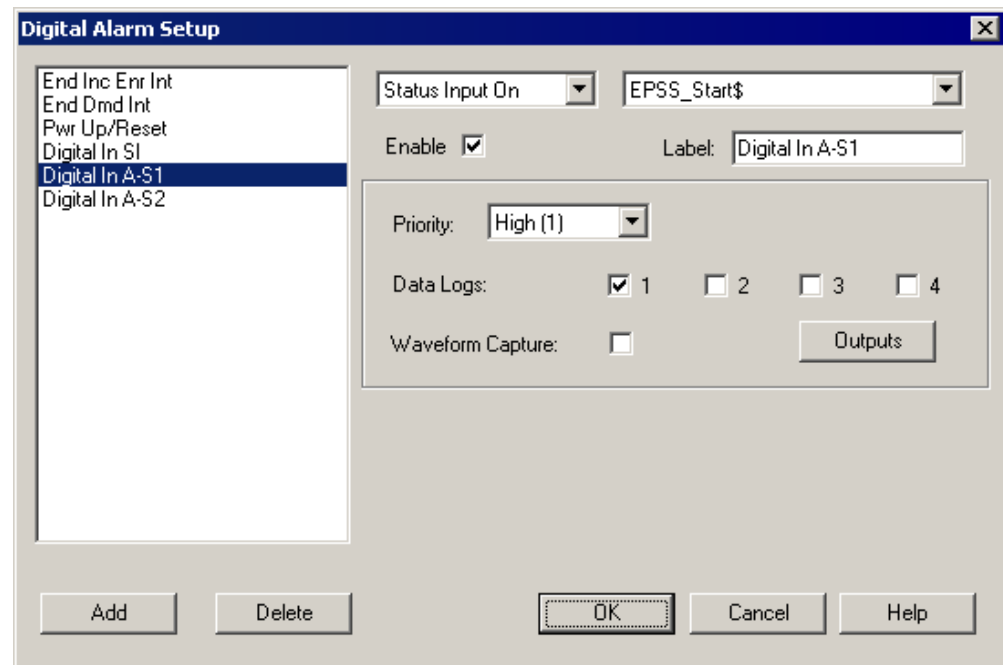 Digital Alarm Setup
End Inc Enr Int
End Dmd Int
Pwr Up/Reset
Digital In SI
Digital In A-S1
Digital In A-S2
Status Input On
EPSS_Start$
Enable
Label: Digital In A-S1
Priority: High (1)
Data Logs: 1 2 3 4
Waveform Capture:
Outputs
Add Delete OK Cancel Help